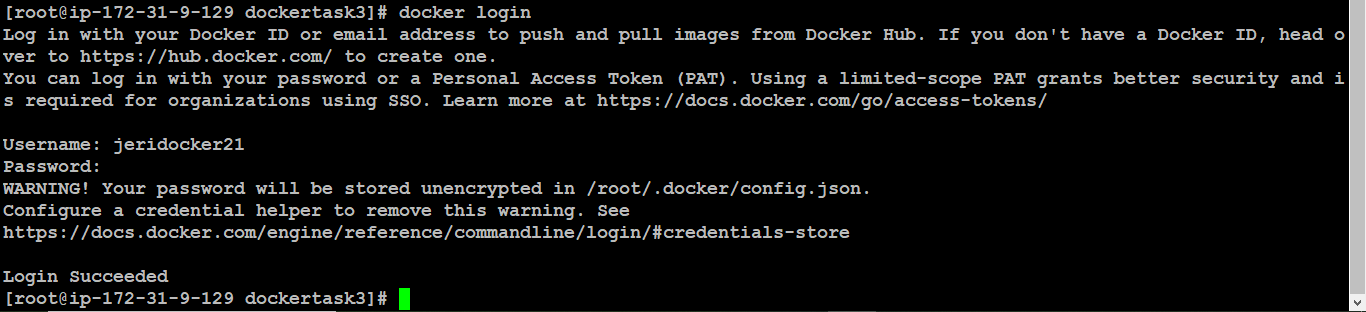 [root@ip-172-31-9-129 dockertask3]# docker login
Log in with your Docker ID or email address to push and pull images from Docker Hub. If you don't have a Docker ID, head o
ver to https://hub.docker.com/ to create one.
You can log in with your password or a Personal Access Token (PAT). Using a limited-scope PAT grants better security and i
s required for organizations using SSO. Learn more at https://docs.docker.com/go/access-tokens/
Username: jeridocker21
Password:
WARNING! Your password will be stored unencrypted in /root/.docker/config.json.
Configure a credential helper to remove this warning. See
https://docs.docker.com/engine/reference/commandline/login/#credentials-store
Login Succeeded
[root@ip-172-31-9-129 dockertask3]#